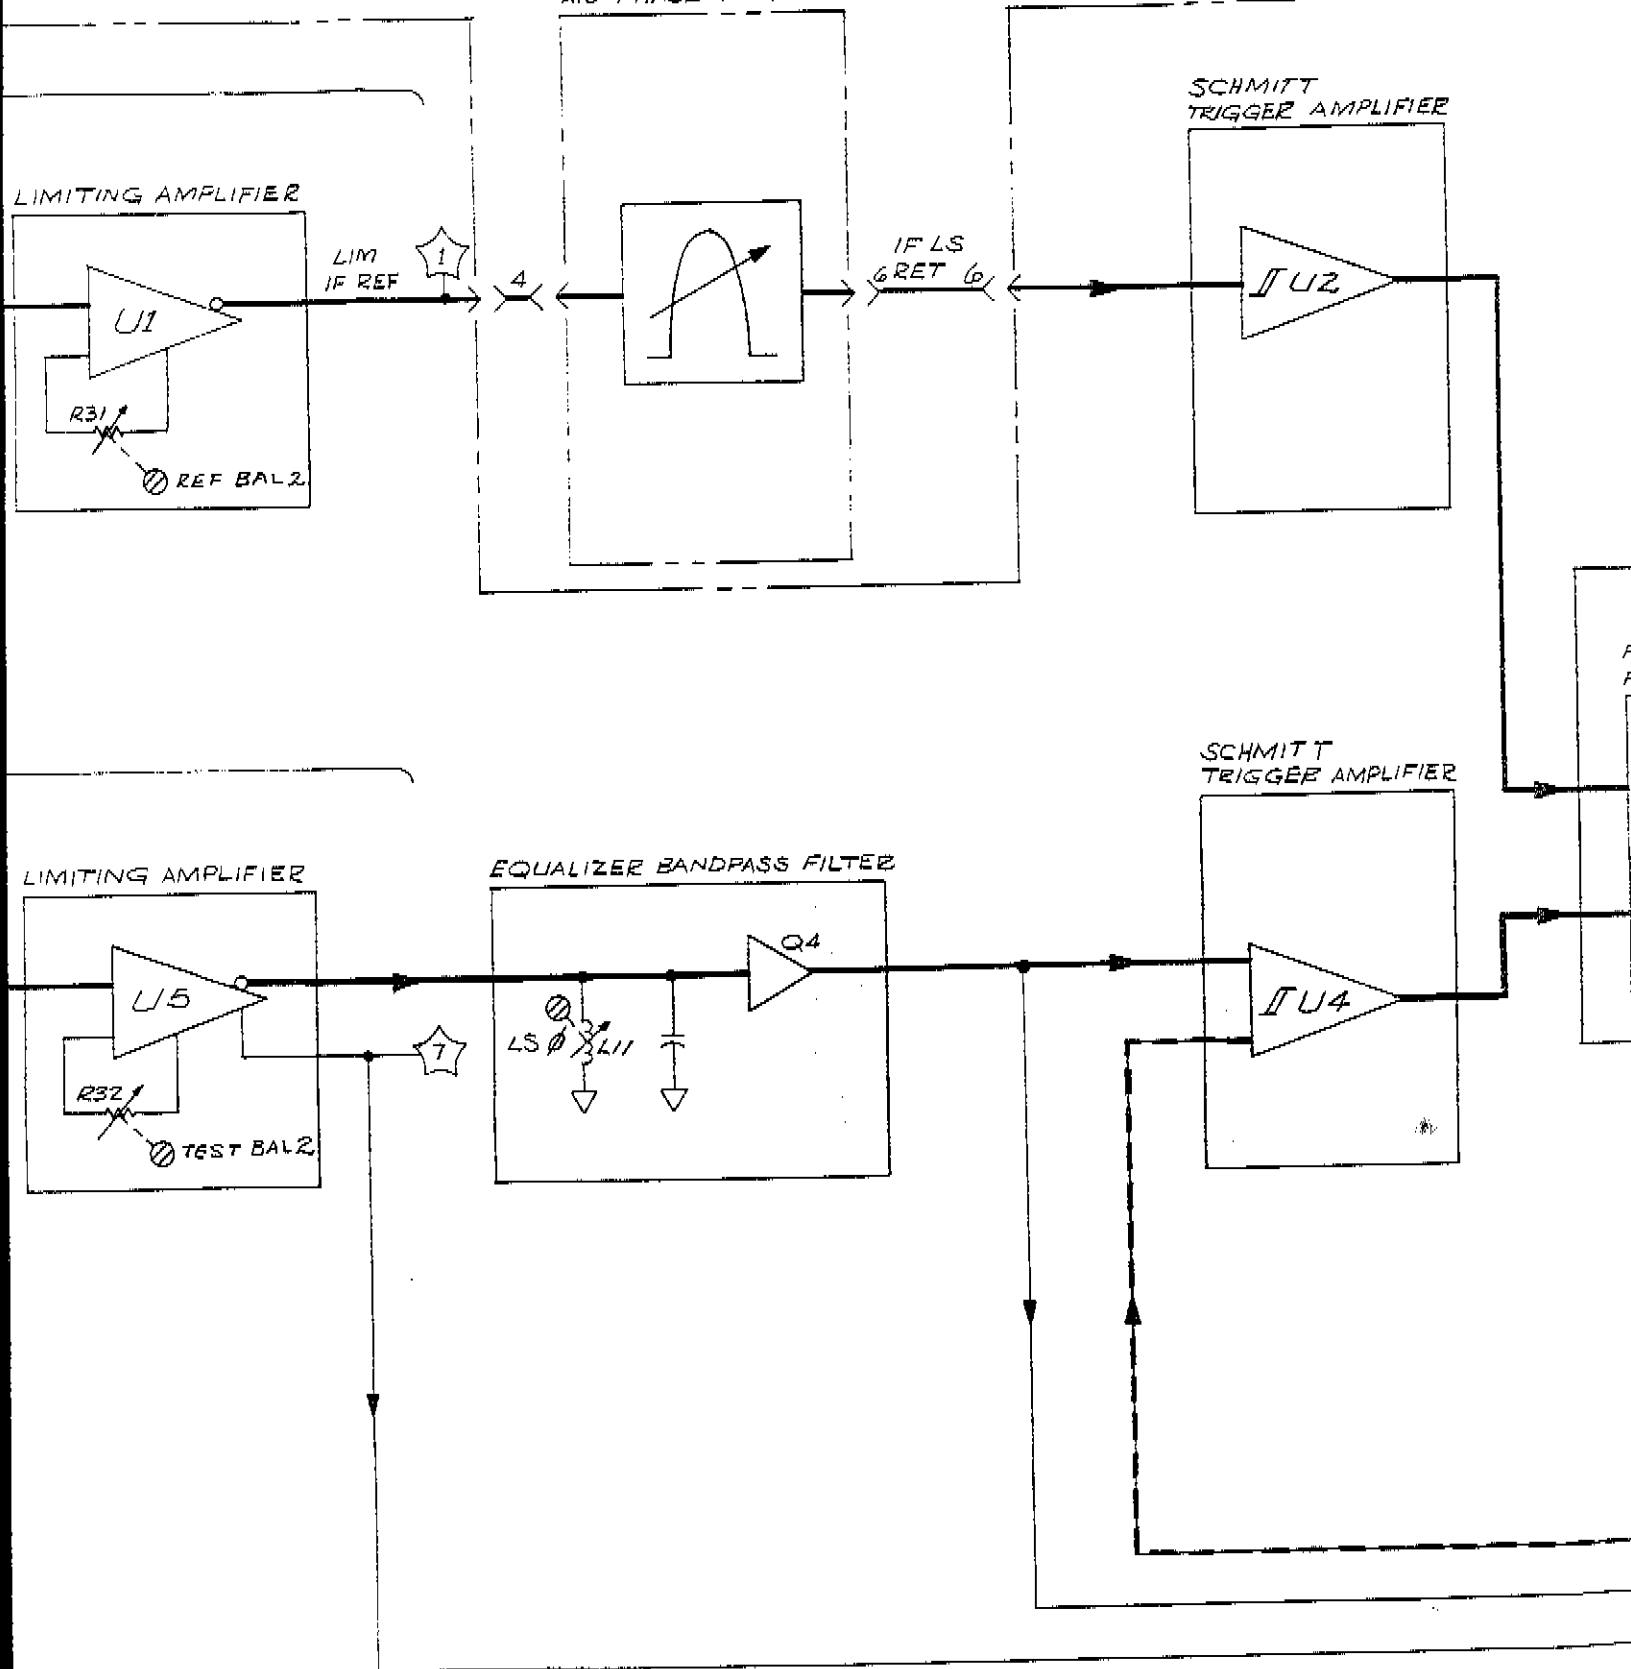 SCHMITT
TRIGGER AMPLIFIER
LIMITING AMPLIFIER
LIM
IF REF
1
4
IF LS
6 RET 6
U1
U2
R31
REF BAL 2
SCHMITT
TRIGGER AMPLIFIER
LIMITING AMPLIFIER
EQUALIZER BANDPASS FILTER
Q4
U5
U4
LS Ø
L11
7
R32
TEST BAL 2